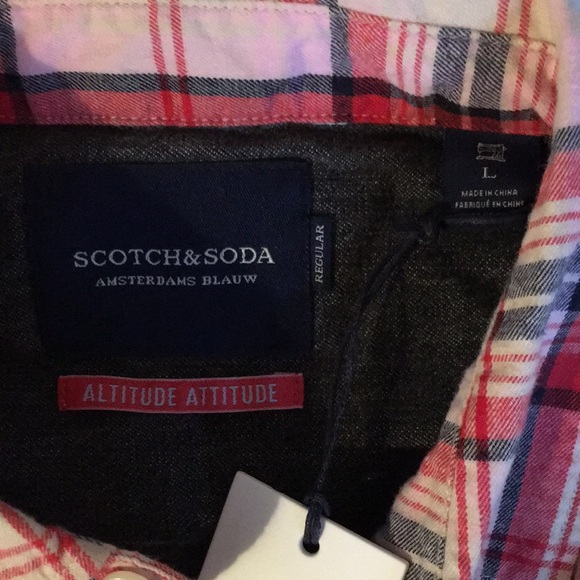 SCOTCH&SODA
AMSTERDAMS BLAUW
REGULAR
ALTITUDE ATTITUDE
L
MADE IN CHINA
FABRIQUÉ EN CHINE